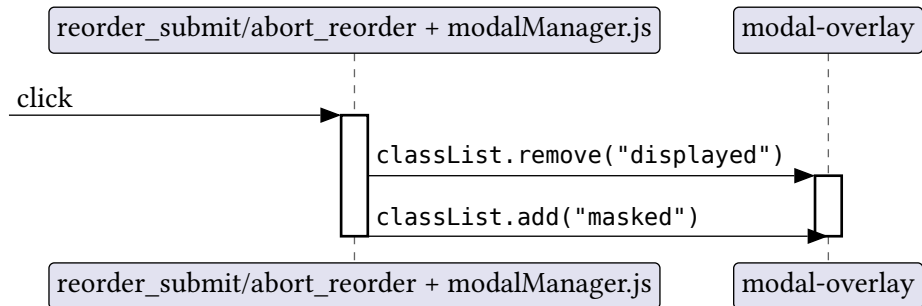 reorder_submit/abort_reorder + modalManager.js
modal-overlay
click
classList.remove("displayed")
classList.add("masked")
reorder_submit/abort_reorder + modalManager.js
modal-overlay